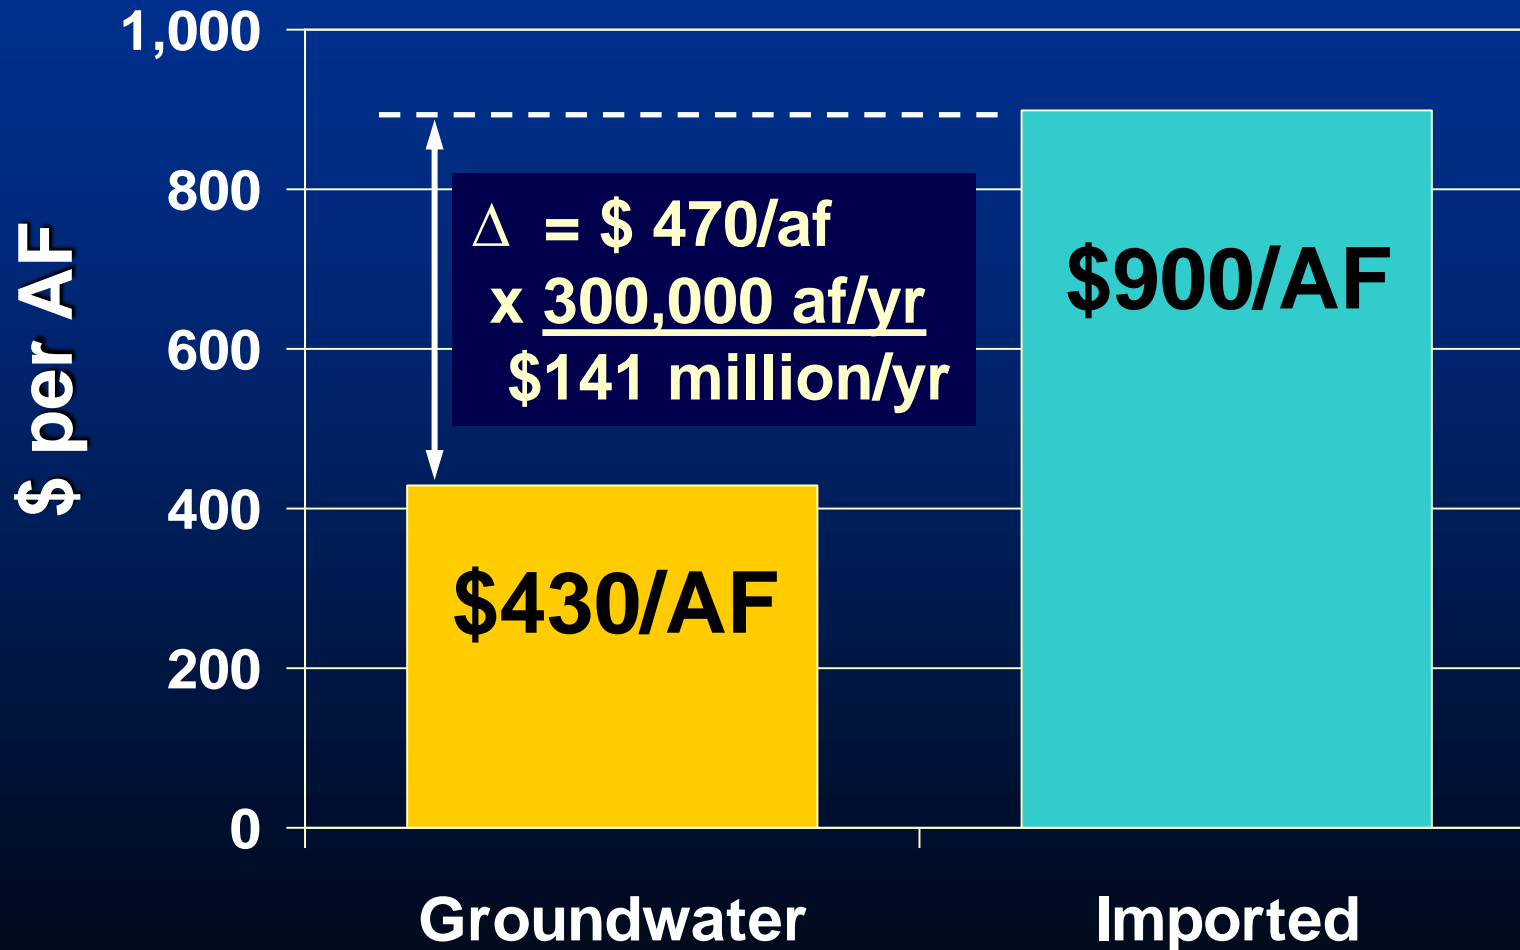 1,000
800
600
400
200
0
$ per AF
∆ = $ 470/af
x 300,000 af/yr
$141 million/yr
$430/AF
$900/AF
Groundwater
Imported